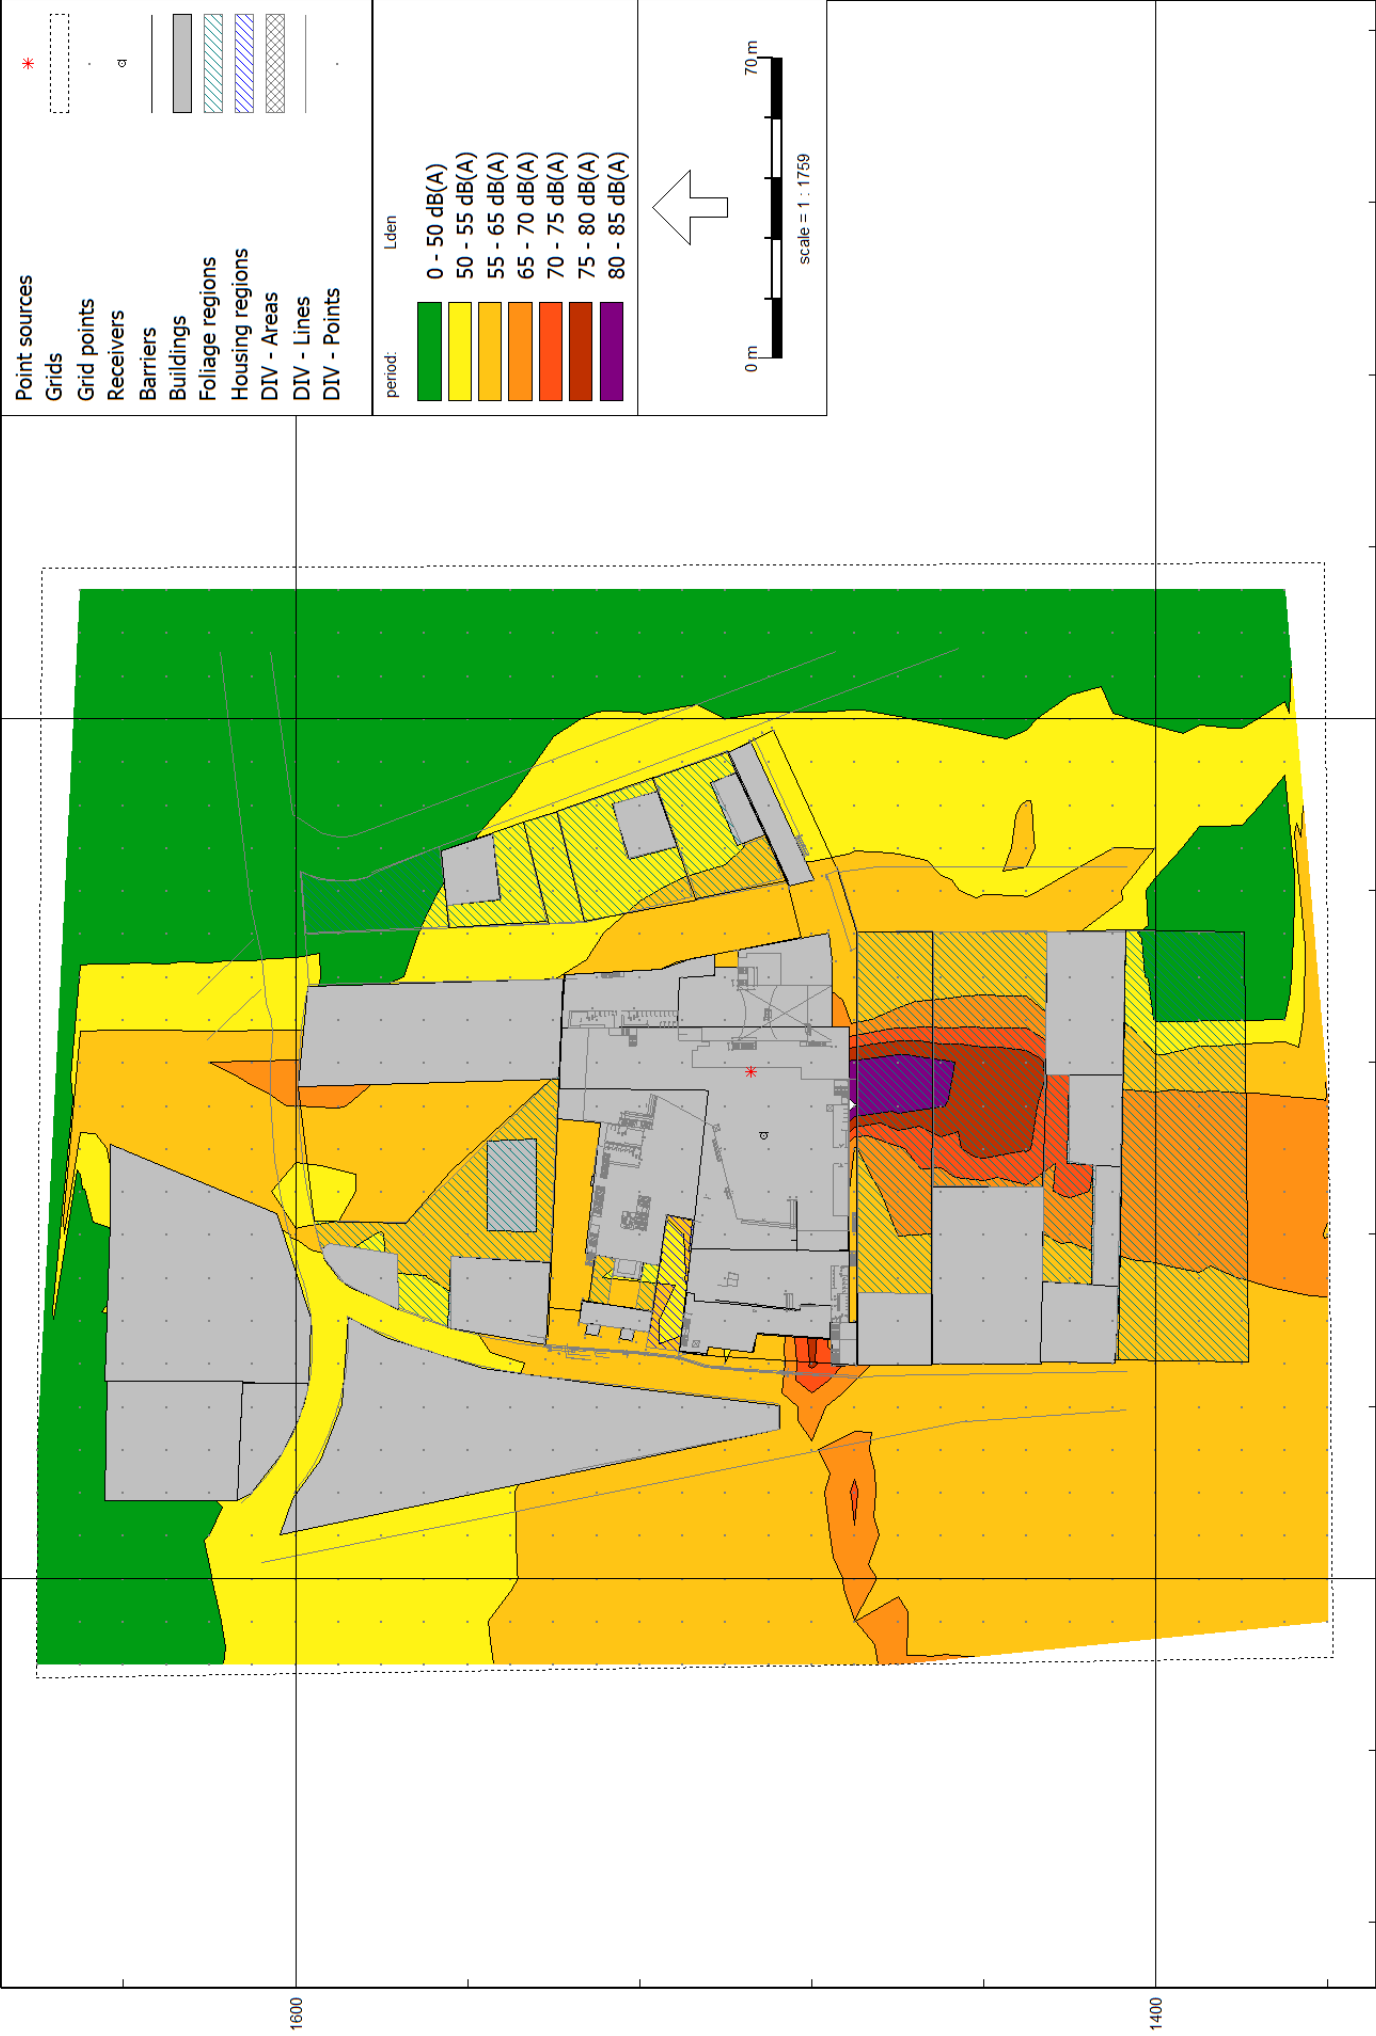 Point sources
Grids
Grid points
Receivers
Barriers
Buildings
Foliage regions
Housing regions
DIV - Areas
DIV - Lines
DIV - Points
period: Lden
0 - 50 dB(A)
50 - 55 dB(A)
55 - 65 dB(A)
65 - 70 dB(A)
70 - 75 dB(A)
75 - 80 dB(A)
80 - 85 dB(A)
0 m 70 m
scale = 1 : 1759
1600
1400